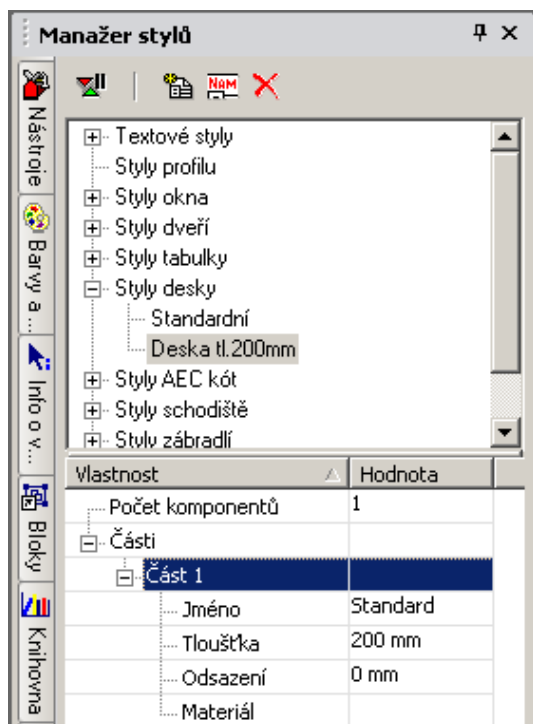 Manažer stylů
NAM
Nástroje
Barvy a ...
Info o v...
Bloky
Knihovna
Textové styly
Styly profilu
Styly okna
Styly dveří
Styly tabulky
Styly desky
Standardní
Deska tl.200mm
Styly AEC kót
Styly schodiště
Styly zábradlí
Vlastnost Hodnota
Počet komponentů 1
Části
Část 1
Jméno Standard
Tloušťka 200 mm
Odsazení 0 mm
Materiál